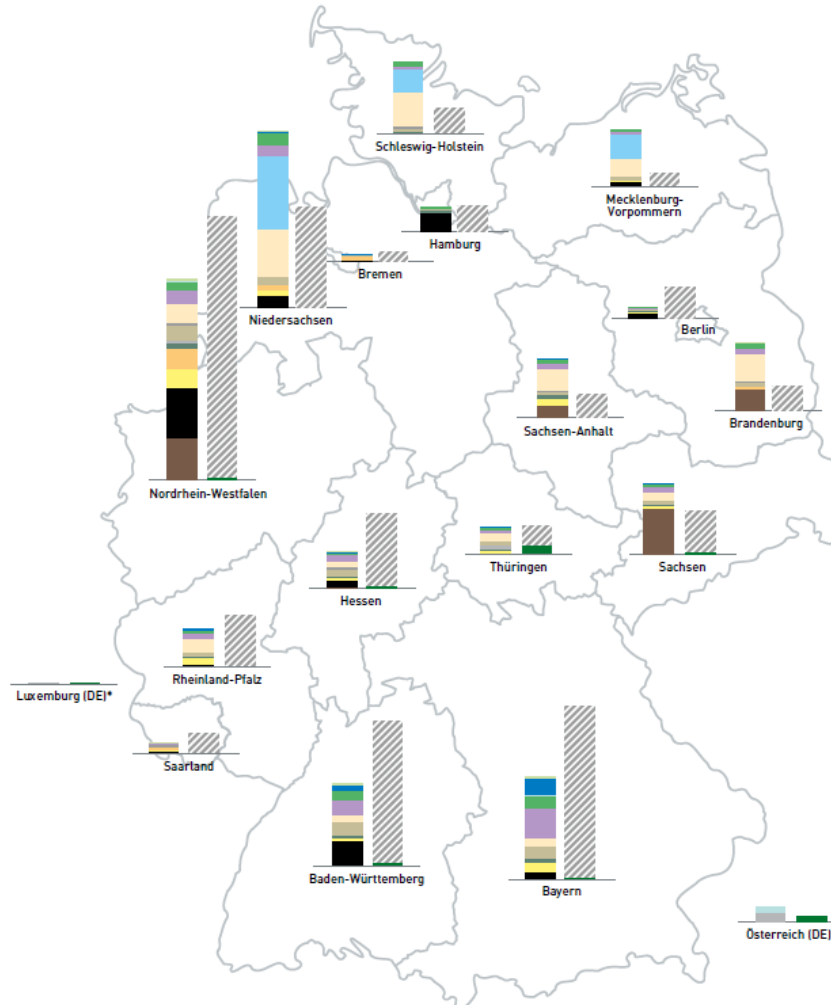 Schleswig-Holstein
Mecklenburg-
Vorpommern
Hamburg
Bremen
Niedersachsen
Berlin
Brandenburg
Sachsen-Anhalt
Nordrhein-Westfalen
Thüringen
Sachsen
Hessen
Rheinland-Pfalz
Luxemburg (DE)*
Saarland
Baden-Württemberg
Bayern
Österreich (DE)